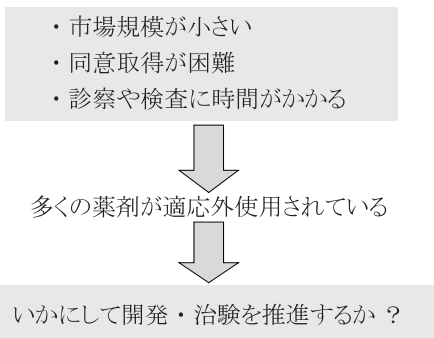 ・市場規模が小さい
・同意取得が困難
・診察や検査に時間がかかる
多くの薬剤が適応外使用されている
いかにして開発・治験を推進するか ？